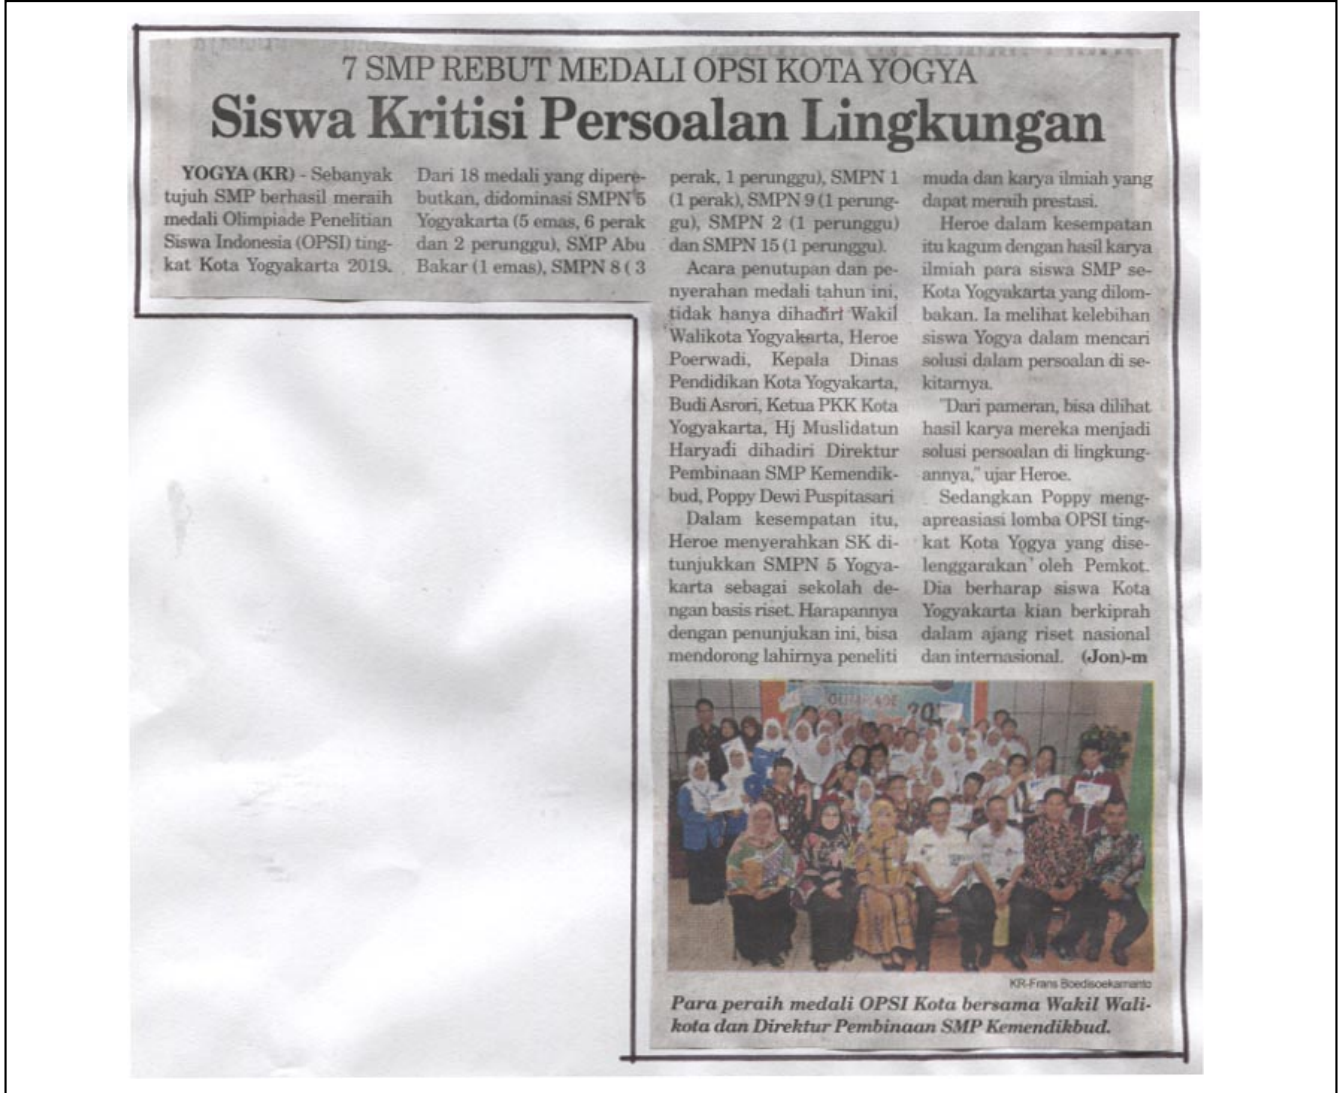 7 SMP REBUT MEDALI OPSI KOTA YOGYA
Siswa Kritisi Persoalan Lingkungan
YOGYA (KR) - Sebanyak
tujuh SMP berhasil meraih
medali Olimpiade Penelitian
Siswa Indonesia (OPSI) ting-
kat Kota Yogyakarta 2019.
Dari 18 medali yang dipere-
butkan, didominasi SMPN 5
Yogyakarta (5 emas, 6 perak
dan 2 perunggu), SMP Abu
Bakar (1 emas), SMPN 8 ( 3
perak, 1 perunggu), SMPN 1
(1 perak), SMPN 9 (1 perung-
gu), SMPN 2 (1 perunggu)
dan SMPN 15 (1 perunggu).
Acara penutupan dan pe-
nyerahan medali tahun ini,
tidak hanya dihadiri Wakil
Walikota Yogyakarta, Heroe
Poerwadi, Kepala Dinas
Pendidikan Kota Yogyakarta,
Budi Asrori, Ketua PKK Kota
Yogyakarta, Hj Muslidatun
Haryadi dihadiri Direktur
Pembinaan SMP Kemendik-
bud, Poppy Dewi Puspitasari
Dalam kesempatan itu,
Heroe menyerahkan SK di-
tunjukkan SMPN 5 Yogya-
karta sebagai sekolah de-
ngan basis riset. Harapannya
dengan penunjukan ini, bisa
mendorong lahirnya peneliti
muda dan karya ilmiah yang
dapat meraih prestasi.
Heroe dalam kesempatan
itu kagum dengan hasil karya
ilmiah para siswa SMP se-
Kota Yogyakarta yang dilom-
bakan. Ia melihat kelebihan
siswa Yogya dalam mencari
solusi dalam persoalan di se-
kitarnya.
"Dari pameran, bisa dilihat
hasil karya mereka menjadi
solusi persoalan di lingkung-
annya," ujar Heroe.
Sedangkan Poppy meng-
apreasiasi lomba OPSI ting-
kat Kota Yogya yang dise-
lenggarakan oleh Pemkot.
Dia berharap siswa Kota
Yogyakarta kian berkiprah
dalam ajang riset nasional
dan internasional. (Jon)-m
OLIMPIADE
KR-Frans Boedisoekamanto
Para peraih medali OPSI Kota bersama Wakil Wali-
kota dan Direktur Pembinaan SMP Kemendikbud.